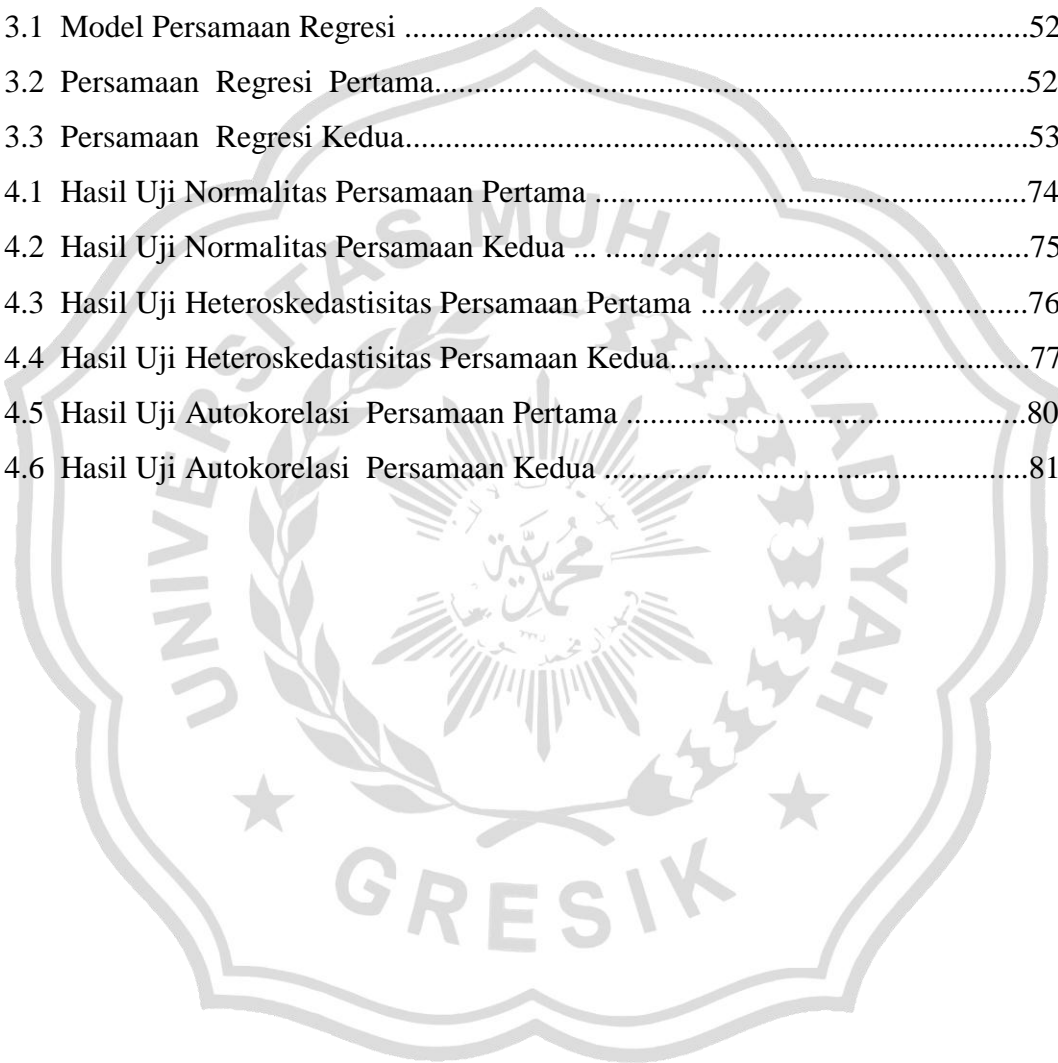 3.1 Model Persamaan Regresi ..............................................................................52
3.2 Persamaan Regresi Pertama..........................................................................52
3.3 Persamaan Regresi Kedua.............................................................................53
4.1 Hasil Uji Normalitas Persamaan Pertama ......................................................74
4.2 Hasil Uji Normalitas Persamaan Kedua ... .....................................................75
4.3 Hasil Uji Heteroskedastisitas Persamaan Pertama .........................................76
4.4 Hasil Uji Heteroskedastisitas Persamaan Kedua.............................................77
4.5 Hasil Uji Autokorelasi Persamaan Pertama ...................................................80
4.6 Hasil Uji Autokorelasi Persamaan Kedua ......................................................81
UNIVERSITAS MUHAMMADIYAH
GRESIK